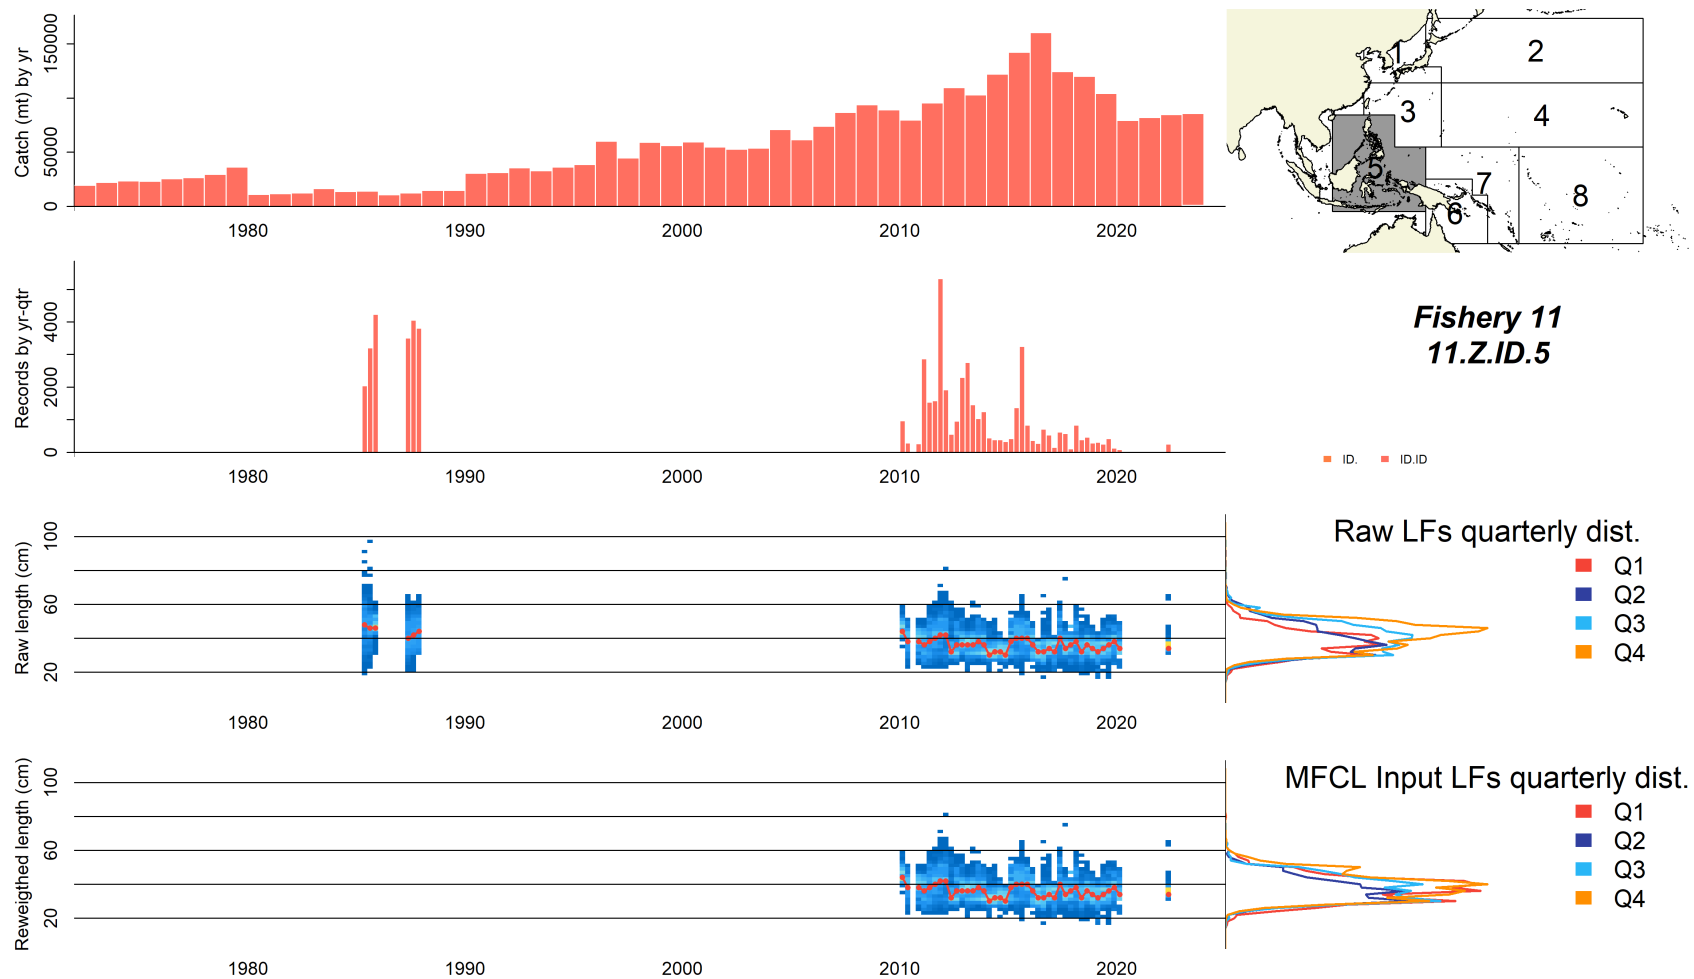 Catch (mt) by yr
0
50000
150000
1980
1990
2000
2010
2020
1
2
3
4
5
6
7
8
Records by yr-qtr
0
2000
4000
1980
1990
2000
2010
2020
Fishery 11
11.Z.ID.5
ID.
ID.ID
Raw length (cm)
20
60
100
1980
1990
2000
2010
2020
Raw LFs quarterly dist.
Q1
Q2
Q3
Q4
Reweigthed length (cm)
20
60
100
1980
1990
2000
2010
2020
MFCL Input LFs quarterly dist.
Q1
Q2
Q3
Q4